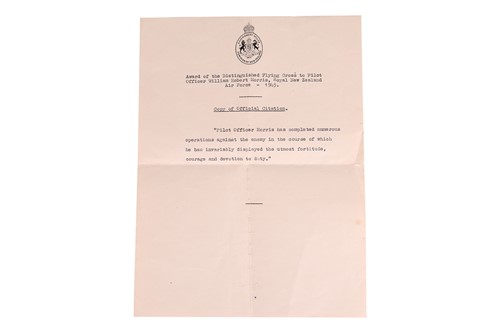 Award of the Distinguished Flying Cross to Pilot
Officer William Robert Morris, Royal New Zealand
Air Force - 1943.
Copy of Official Citation.
"Pilot Officer Morris has completed numerous
operations against the enemy in the course of which
he has invariably displayed the utmost fortitude,
courage and devotion to duty."